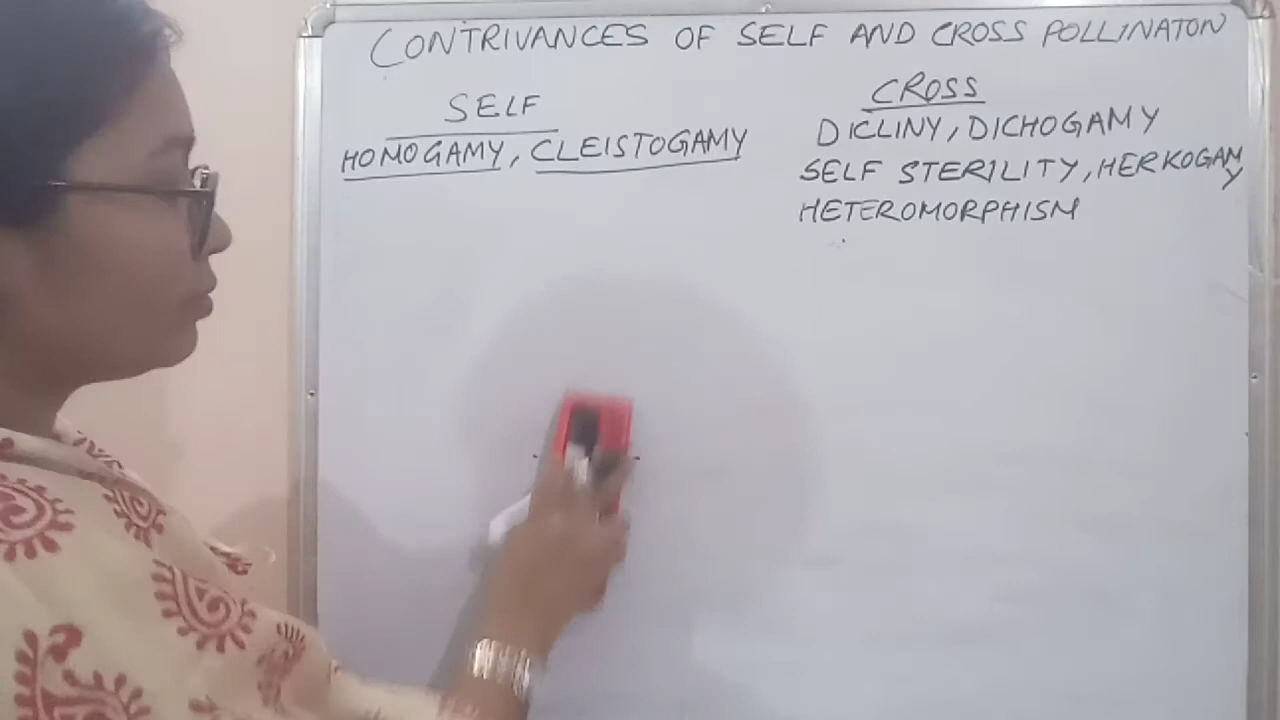 CONTRIVANCES OF SELF AND CROSS POLLINATON
SELF
HOMOGAMY, CLEISTOGAMY
CROSS
DICLINY, DICHOGAMY
SELF STERILITY, HERKOGAMY
HETEROMORPHISM